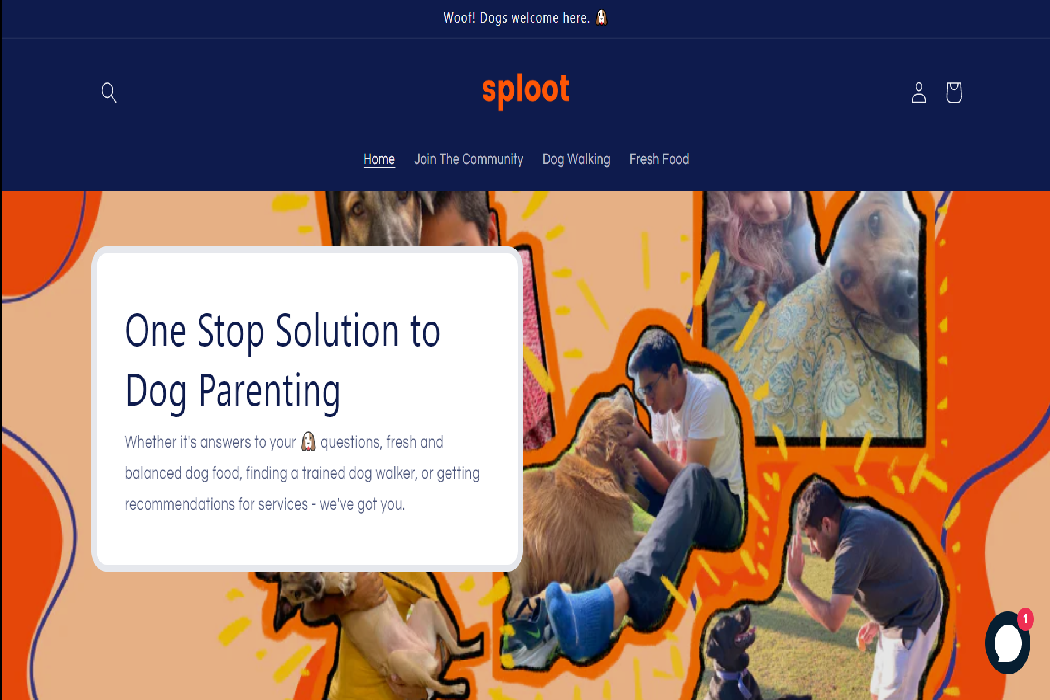 Woof! Dogs welcome here. 🐶
sploot
Home Join The Community Dog Walking Fresh Food
One Stop Solution to
Dog Parenting
Whether it's answers to your 🐶 questions, fresh and
balanced dog food, finding a trained dog walker, or getting
recommendations for services - we've got you.
1